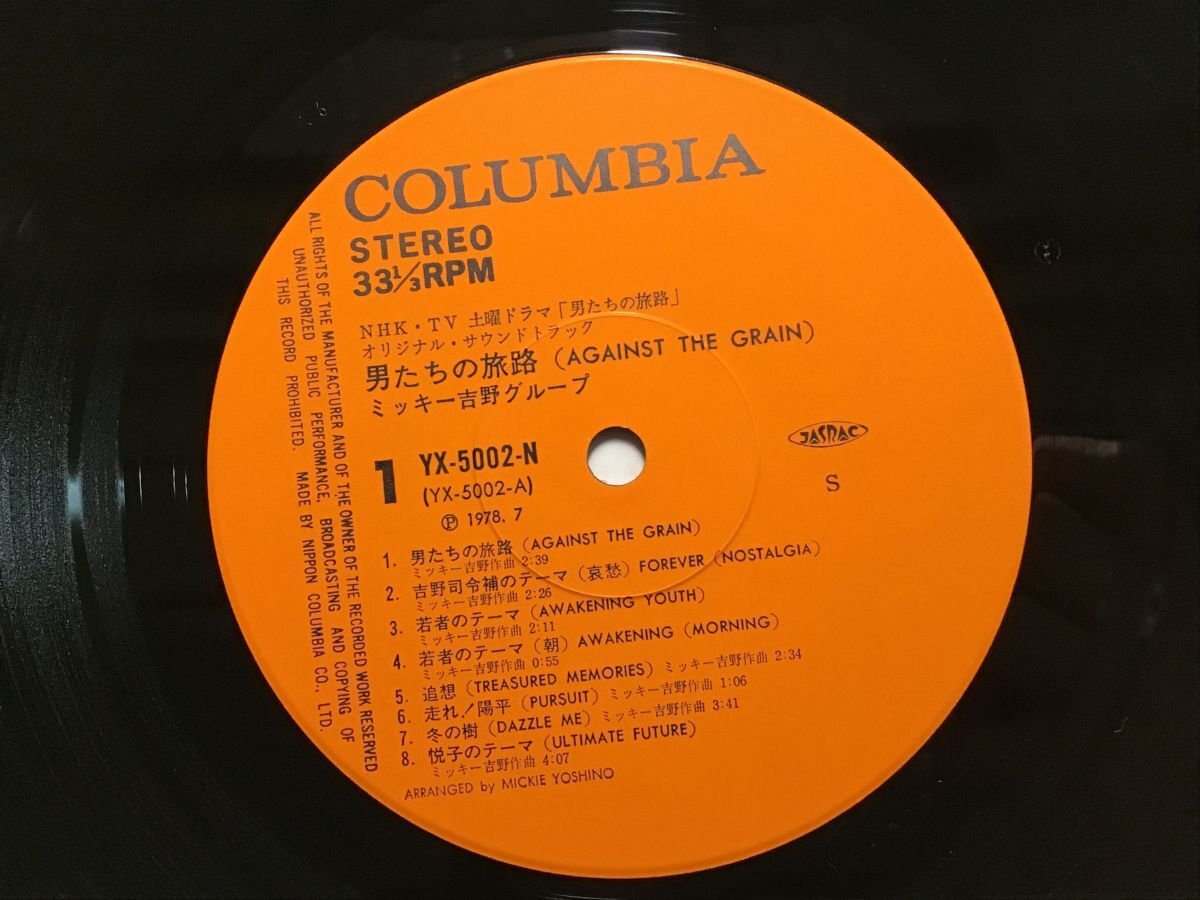 COLUMBIA
STEREO
33⅓RPM
NHK・TV 土曜ドラマ「男たちの旅路」
オリジナル・サウンドトラック
男たちの旅路 (AGAINST THE GRAIN)
ミッキー吉野グループ
1 YX-5002-N
(YX-5002-A)
Ⓟ 1978. 7
JASRAC
S
1. 男たちの旅路 (AGAINST THE GRAIN)
ミッキー吉野作曲 2:39
2. 吉野司令補のテーマ (哀愁) FOREVER (NOSTALGIA)
ミッキー吉野作曲 2:26
3. 若者のテーマ (AWAKENING YOUTH)
ミッキー吉野作曲 2:11
4. 若者のテーマ (朝) AWAKENING (MORNING)
ミッキー吉野作曲 0:55
5. 追想 (TREASURED MEMORIES) ミッキー吉野作曲 2:34
6. 走れ!陽平 (PURSUIT) ミッキー吉野作曲 1:06
7. 冬の樹 (DAZZLE ME) ミッキー吉野作曲 3:41
8. 悦子のテーマ (ULTIMATE FUTURE)
ミッキー吉野作曲 4:07
ARRANGED by MICKIE YOSHINO
ALL RIGHTS OF THE MANUFACTURER AND OF THE OWNER OF THE RECORDED WORK RESERVED
UNAUTHORIZED PUBLIC PERFORMANCE, BROADCASTING AND COPYING OF
THIS RECORD PROHIBITED. MADE BY NIPPON COLUMBIA CO., LTD.